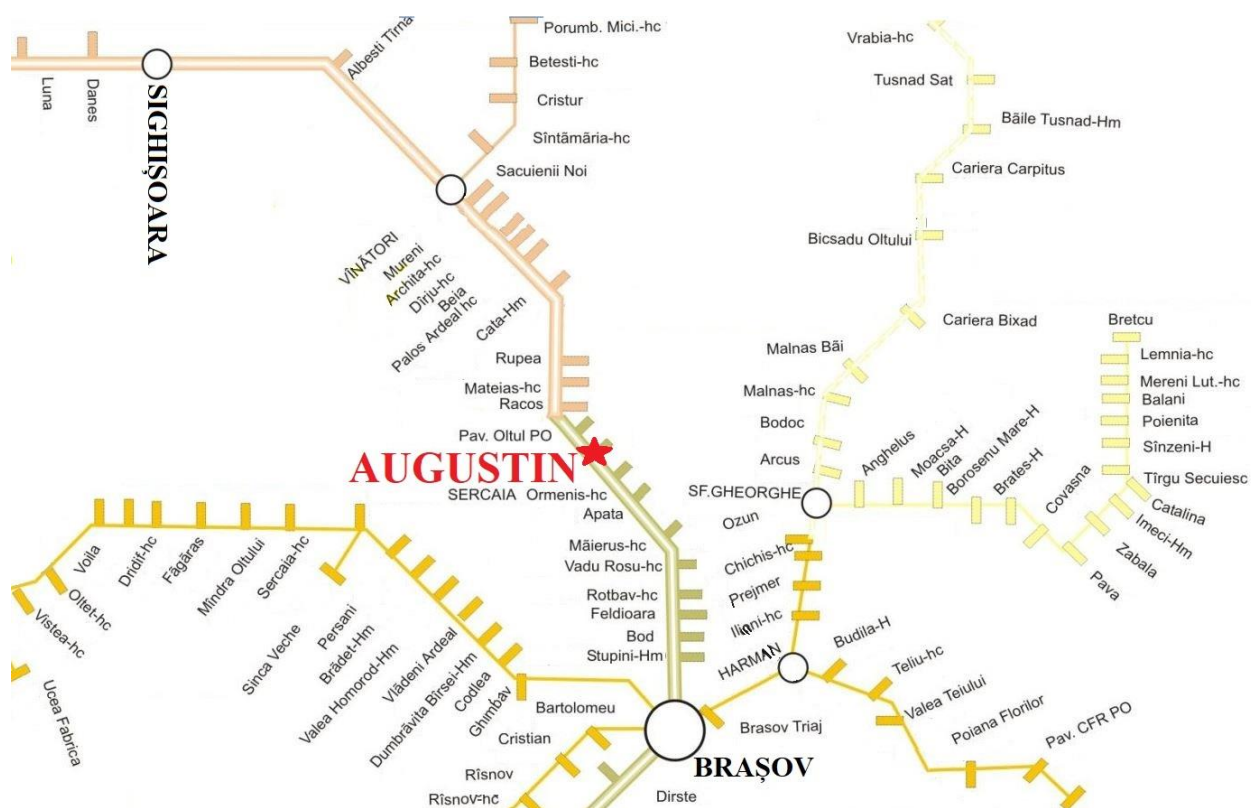 Porumb. Mici.-hc
Albesti Tîrna
Betesti-hc
Cristur
Sîntămăria-hc
Sacuienii Noi
Luna
Danes
SIGHIȘOARA
VÎNĂTORI
Mureni
Archita-hc
Dîrju-hc
Beia
Palos Ardeal hc
Cata-Hm
Rupea
Mateias-hc
Racos
Pav. Oltul PO
AUGUSTIN
SERCAIA
Ormenis-hc
Apata
Măierus-hc
Vadu Rosu-hc
Rotbav-hc
Feldioara
Bod
Stupini-Hm
Vrabia-hc
Tusnad Sat
Băile Tusnad-Hm
Cariera Carpitus
Bicsadu Oltului
Cariera Bixad
Malnas Băi
Malnas-hc
Bodoc
Arcus
SF.GHEORGHE
Anghelus
Moacsa-H
Bita
Borosenu Mare-H
Brates-H
Covasna
Pava
Zabala
Imeci-Hm
Catalina
Tîrgu Secuiesc
Sînzeni-H
Poienita
Balani
Mereni Lut.-hc
Lemnia-hc
Bretcu
Ozun
Chichis-hc
Prejmer
HARMAN
Budila-H
Teliu-hc
Valea Teiului
Poiana Florilor
Pav. CFR PO
Brasov Triaj
BRAȘOV
Dirste
Bartolomeu
Cristian
Rîsnov
Rîsnov-hc
Ghimbav
Codlea
Dumbrăvita Bîrsei-Hm
Vlădeni Ardeal
Valea Homorod-Hm
Brădet-Hm
Persani
Sinca Veche
Sercaia-hc
Mîndra Oltului
Făgăras
Dridif-hc
Voila
Oltet-hc
Vistea-hc
Ucea Fabrica